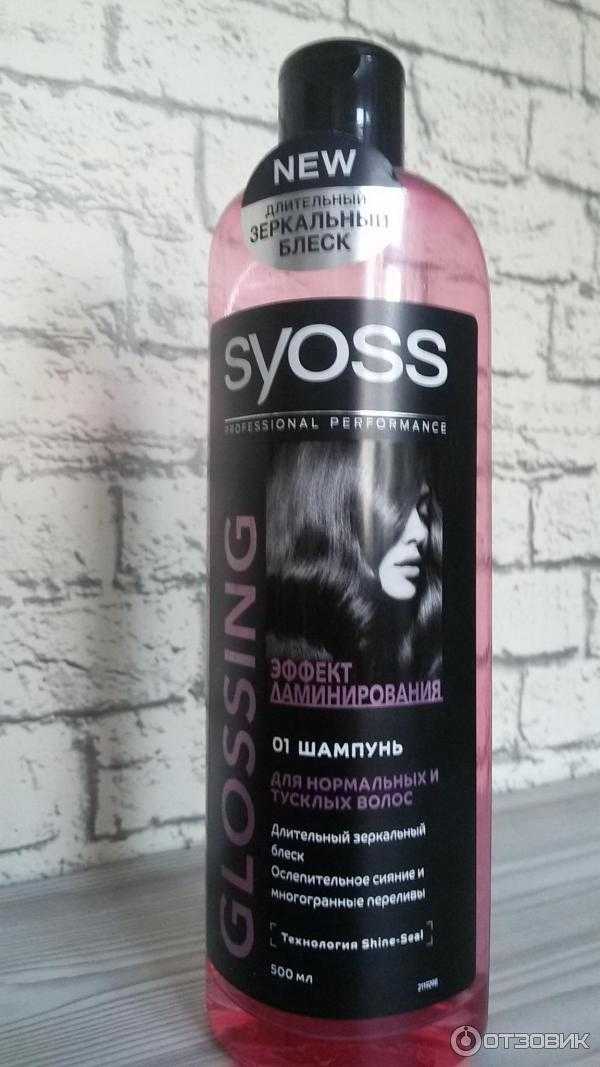 NEW
ДЛИТЕЛЬНЫЙ
ЗЕРКАЛЬНЫЙ
БЛЕСК
syoss
PROFESSIONAL PERFORMANCE
GLOSSING
ЭФФЕКТ
ЛАМИНИРОВАНИЯ
01 ШАМПУНЬ
ДЛЯ НОРМАЛЬНЫХ И
ТУСКЛЫХ ВОЛОС
Длительный зеркальный
блеск
Ослепительное сияние и
многогранные переливы
Технология Shine-Seal
500 мл
ОТЗОВИК